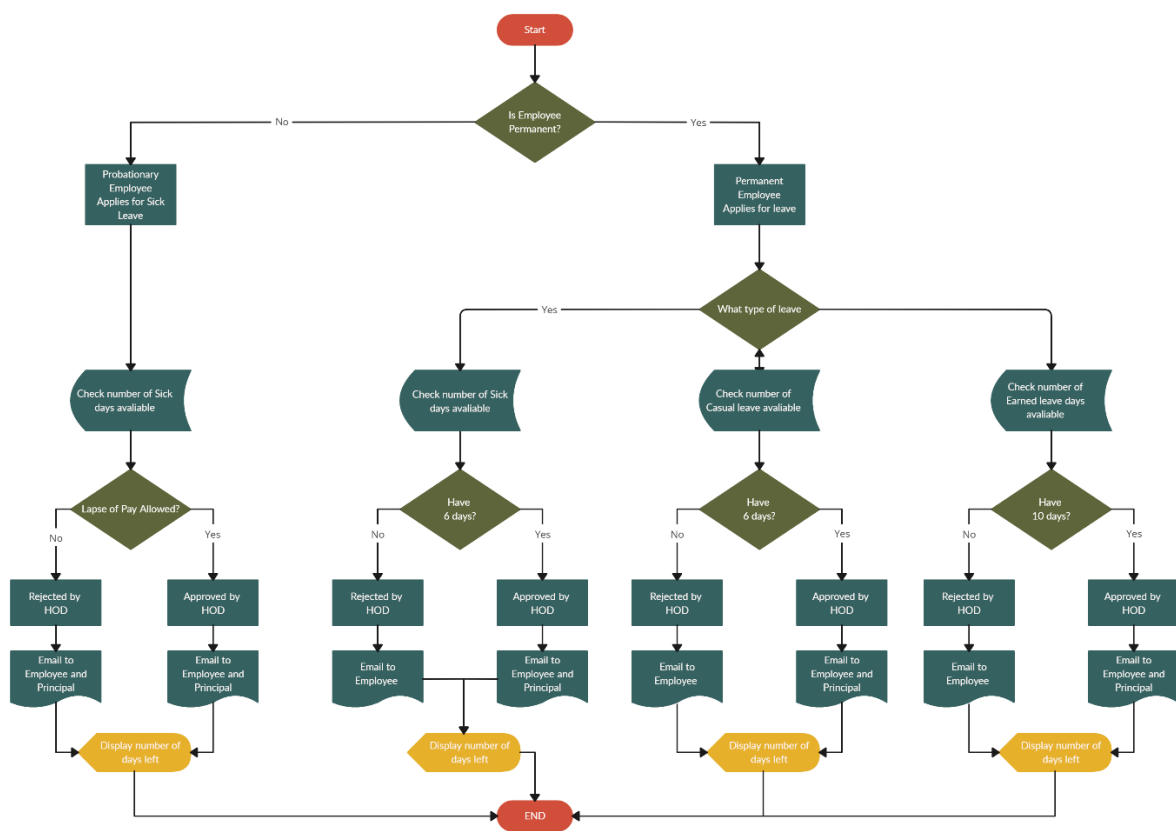 Start
Is Employee
Permanent?
No
Yes
Probationary
Employee
Applies for Sick
Leave
Permanent
Employee
Applies for leave
What type of leave
Yes
Check number of Sick
days avaliable
Check number of Sick
days avaliable
Check number of
Casual leave avaliable
Check number of
Earned leave days
avaliable
Lapse of Pay Allowed?
Have
6 days?
Have
6 days?
Have
10 days?
No
Yes
No
Yes
No
Yes
No
Yes
Rejected by
HOD
Approved by
HOD
Rejected by
HOD
Approved by
HOD
Rejected by
HOD
Approved by
HOD
Rejected by
HOD
Approved by
HOD
Email to
Employee and
Principal
Email to
Employee and
Principal
Email to
Employee
Email to
Employee and
Principal
Email to
Employee
Email to
Employee and
Principal
Email to
Employee
Email to
Employee and
Principal
Display number of
days left
Display number of
days left
Display number of
days left
Display number of
days left
END